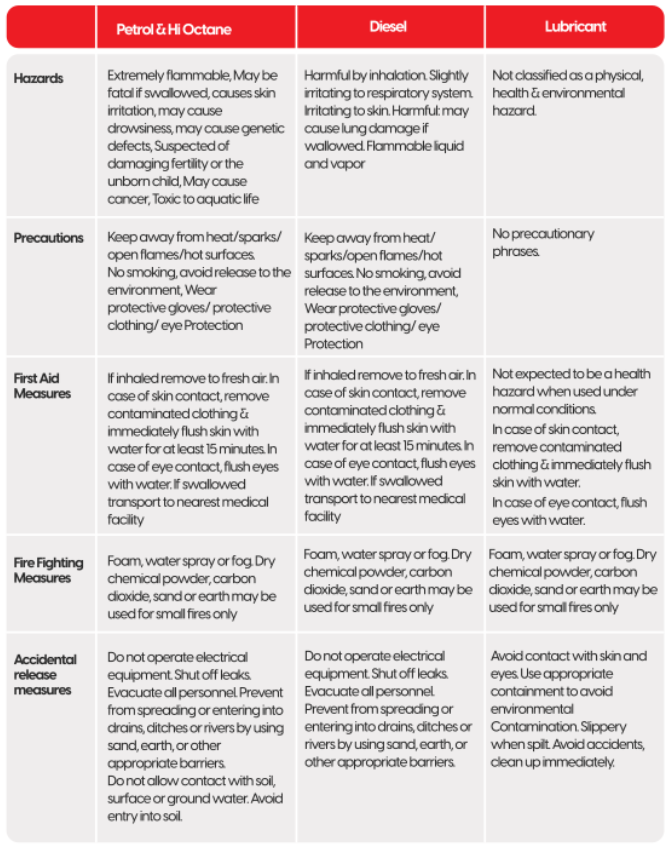 Petrol & Hi Octane
Diesel
Lubricant
Hazards
Extremely flammable, May be
fatal if swallowed, causes skin
irritation, may cause
drowsiness, may cause genetic
defects, Suspected of
damaging fertility or the
unborn child, May cause
cancer, Toxic to aquatic life
Harmful by inhalation. Slightly
irritating to respiratory system.
Irritating to skin. Harmful: may
cause lung damage if
wallowed. Flammable liquid
and vapor
Not classified as a physical,
health & environmental
hazard.
Precautions
Keep away from heat/sparks/
open flames/hot surfaces.
No smoking, avoid release to the
environment, Wear
protective gloves/ protective
clothing/ eye Protection
Keep away from heat/
sparks/open flames/hot
surfaces. No smoking, avoid
release to the environment,
Wear protective gloves/
protective clothing/ eye
Protection
No precautionary
phrases.
First Aid
Measures
If inhaled remove to fresh air. In
case of skin contact, remove
contaminated clothing &
immediately flush skin with
water for at least 15 minutes. In
case of eye contact, flush eyes
with water. If swallowed
transport to nearest medical
facility
If inhaled remove to fresh air. In
case of skin contact, remove
contaminated clothing &
immediately flush skin with
water for at least 15 minutes. In
case of eye contact, flush eyes
with water. If swallowed
transport to nearest medical
facility
Not expected to be a health
hazard when used under
normal conditions.
In case of skin contact,
remove contaminated
clothing & immediately flush
skin with water.
In case of eye contact, flush
eyes with water.
Fire Fighting
Measures
Foam, water spray or fog. Dry
chemical powder, carbon
dioxide, sand or earth may be
used for small fires only
Foam, water spray or fog. Dry
chemical powder, carbon
dioxide, sand or earth may be
used for small fires only
Foam, water spray or fog. Dry
chemical powder, carbon
dioxide, sand or earth may be
used for small fires only
Accidental
release
measures
Do not operate electrical
equipment. Shut off leaks.
Evacuate all personnel. Prevent
from spreading or entering into
drains, ditches or rivers by using
sand, earth, or other
appropriate barriers.
Do not allow contact with soil,
surface or ground water. Avoid
entry into soil.
Do not operate electrical
equipment. Shut off leaks.
Evacuate all personnel.
Prevent from spreading or
entering into drains, ditches or
rivers by using sand, earth, or
other appropriate barriers.
Avoid contact with skin and
eyes. Use appropriate
containment to avoid
environmental
Contamination. Slippery
when spilt. Avoid accidents,
clean up immediately.